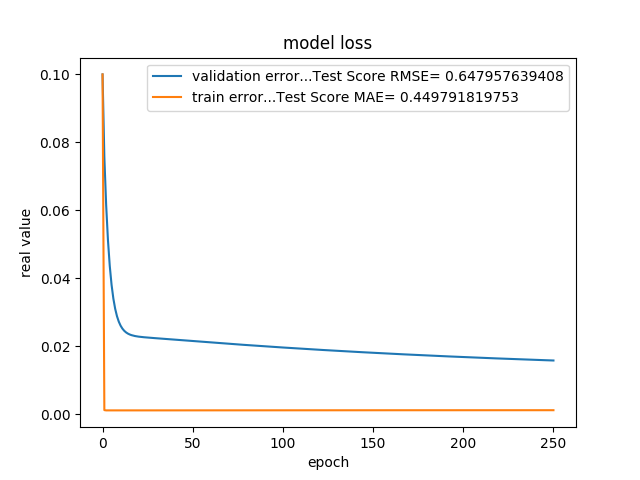 model loss
validation error...Test Score RMSE= 0.647957639408
train error...Test Score MAE= 0.449791819753
0.10
0.08
0.06
0.04
0.02
0.00
real value
0 50 100 150 200 250
epoch